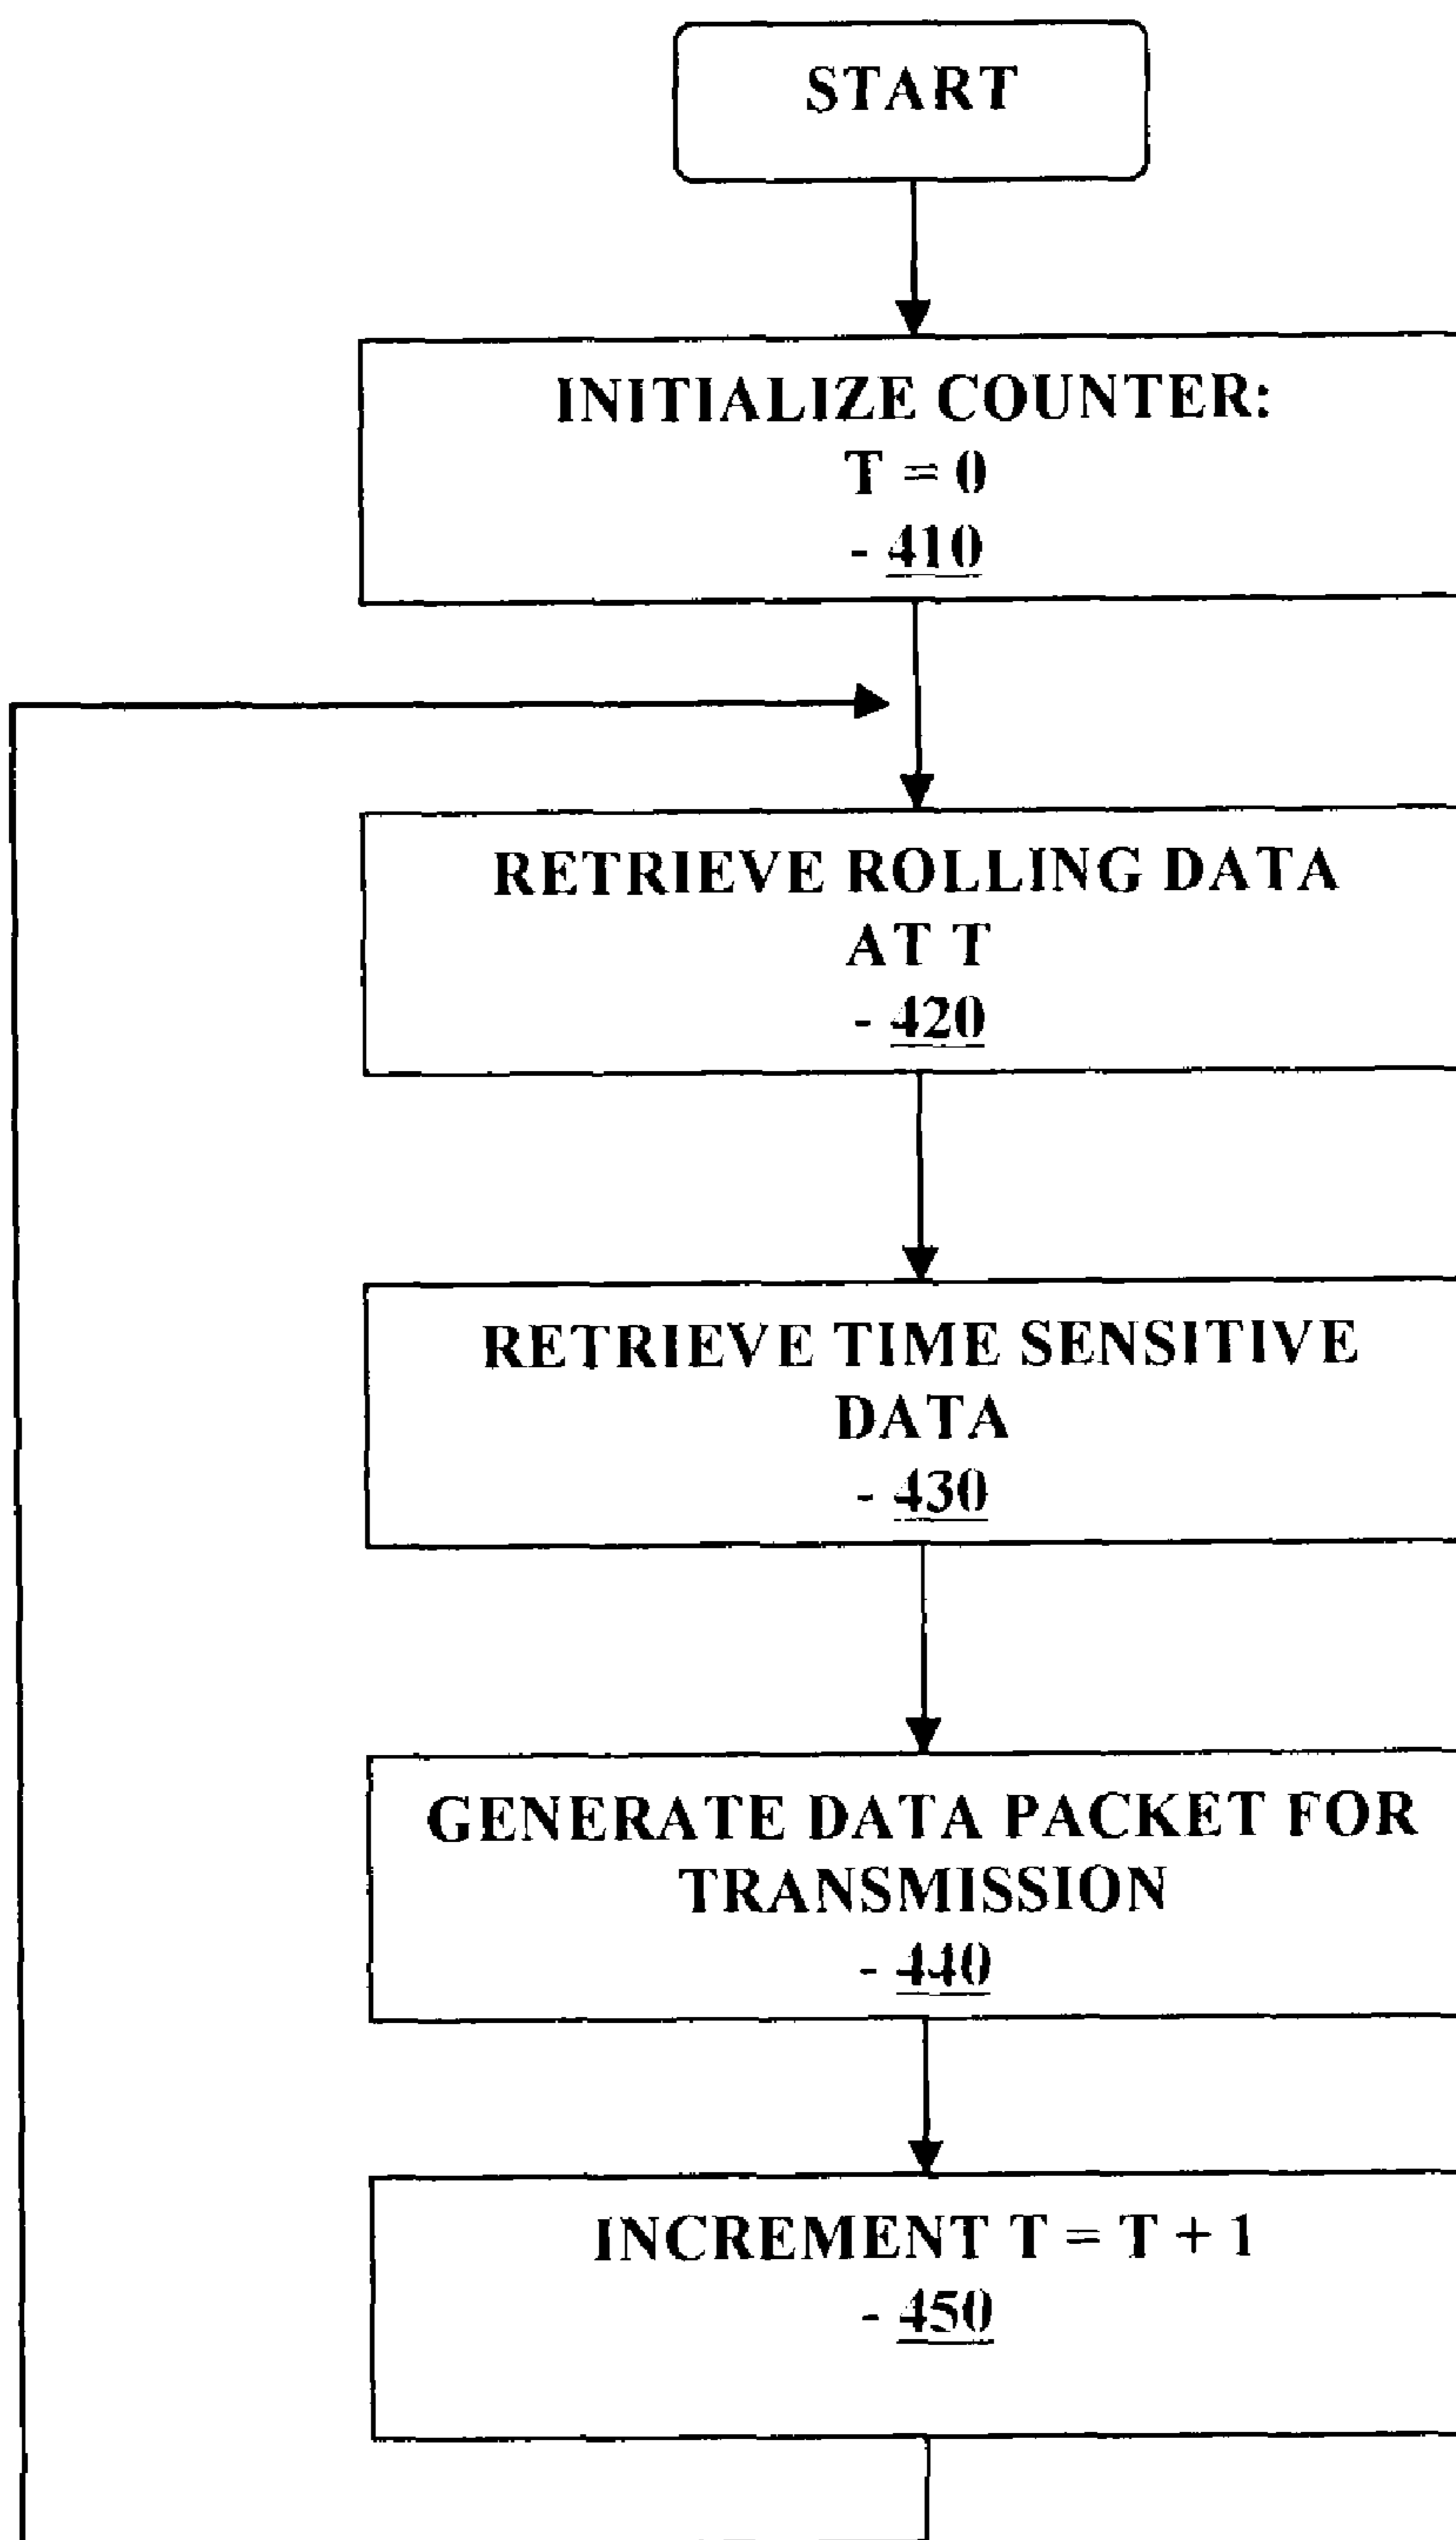 START
INITIALIZE COUNTER:
T = 0
- 410
RETRIEVE ROLLING DATA
AT T
- 420
RETRIEVE TIME SENSITIVE
DATA
- 430
GENERATE DATA PACKET FOR
TRANSMISSION
- 440
INCREMENT T = T + 1
- 450